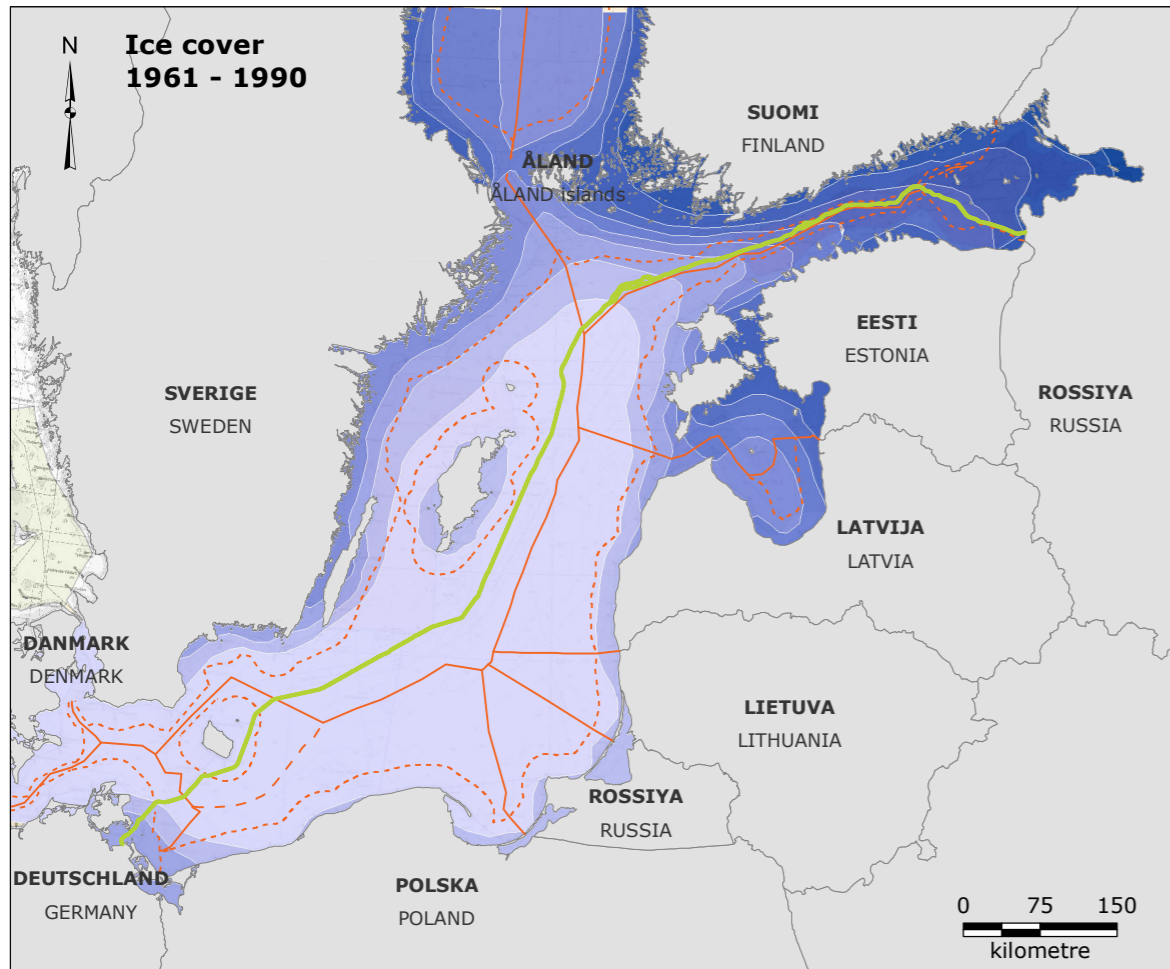 N
Ice cover
1961 - 1990
SUOMI
FINLAND
ÅLAND
ÅLAND islands
EESTI
ESTONIA
SVERIGE
SWEDEN
ROSSIYA
RUSSIA
LATVIJA
LATVIA
DANMARK
DENMARK
LIETUVA
LITHUANIA
ROSSIYA
RUSSIA
DEUTSCHLAND
GERMANY
POLSKA
POLAND
0 75 150
kilometre